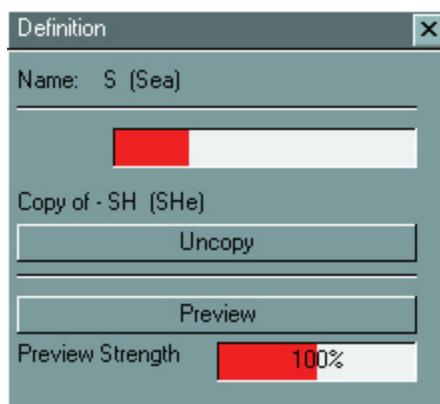 Definition
Name: S (Sea)
Copy of - SH (SHe)
Uncopy
Preview
Preview Strength 100%